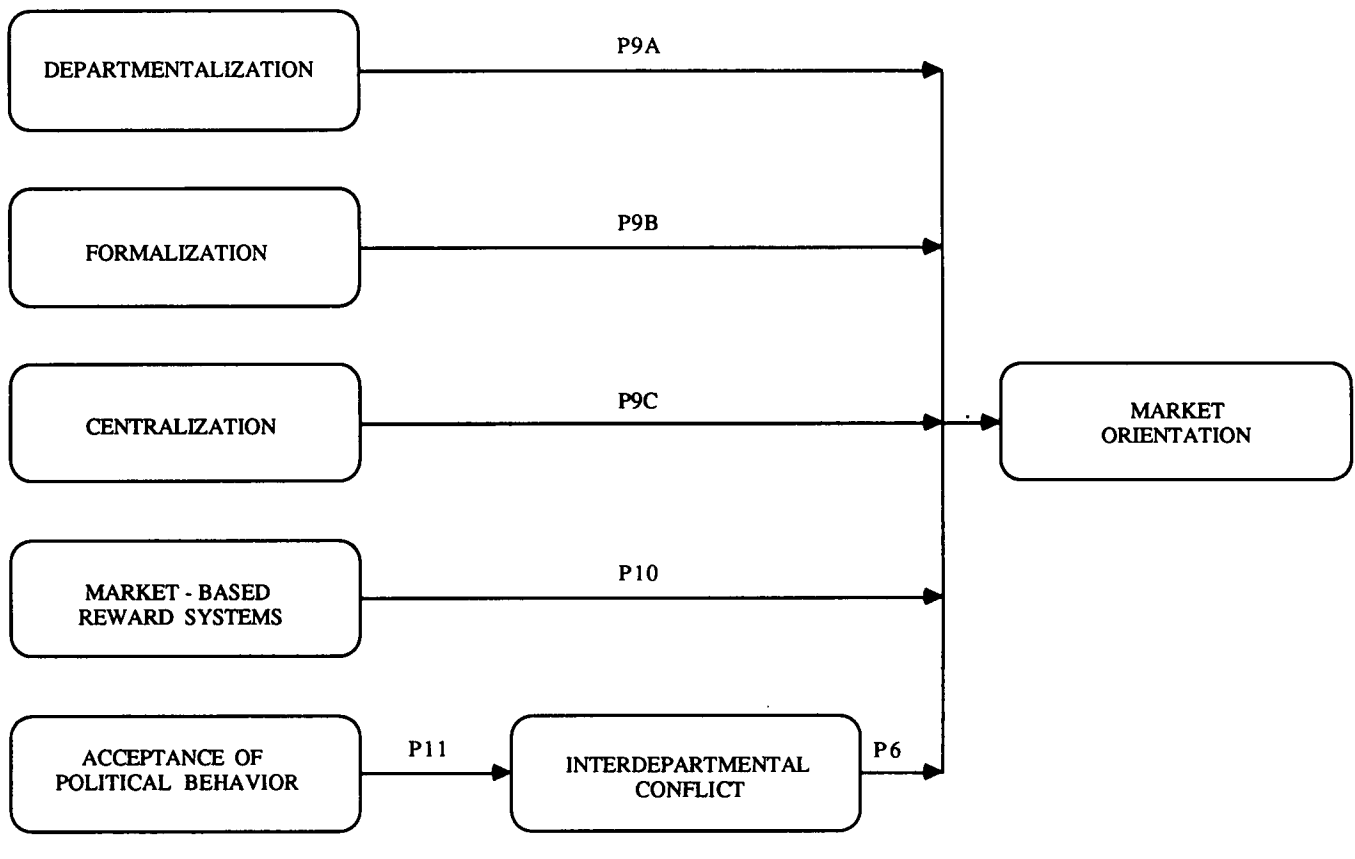 DEPARTMENTALIZATION
P9A
FORMALIZATION
P9B
CENTRALIZATION
P9C
MARKET
ORIENTATION
MARKET - BASED
REWARD SYSTEMS
P10
ACCEPTANCE OF
POLITICAL BEHAVIOR
P11
INTERDEPARTMENTAL
CONFLICT
P6